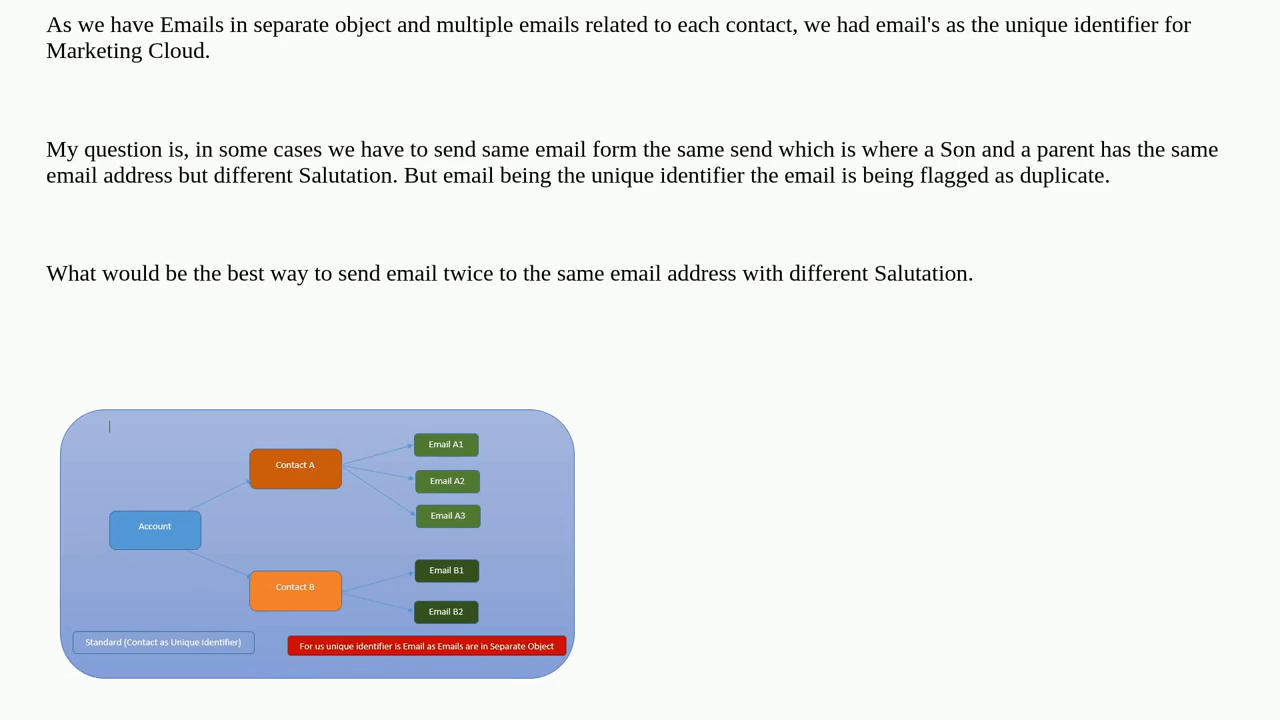 As we have Emails in separate object and multiple emails related to each contact, we had email's as the unique identifier for
Marketing Cloud.
My question is, in some cases we have to send same email form the same send which is where a Son and a parent has the same
email address but different Salutation. But email being the unique identifier the email is being flagged as duplicate.
What would be the best way to send email twice to the same email address with different Salutation.
Email A1
Contact A
Email A2
Email A3
Account
Email B1
Contact B
Email B2
Standard (Contact as Unique Identifier)
For us unique identifier is Email as Emails are in Separate Object